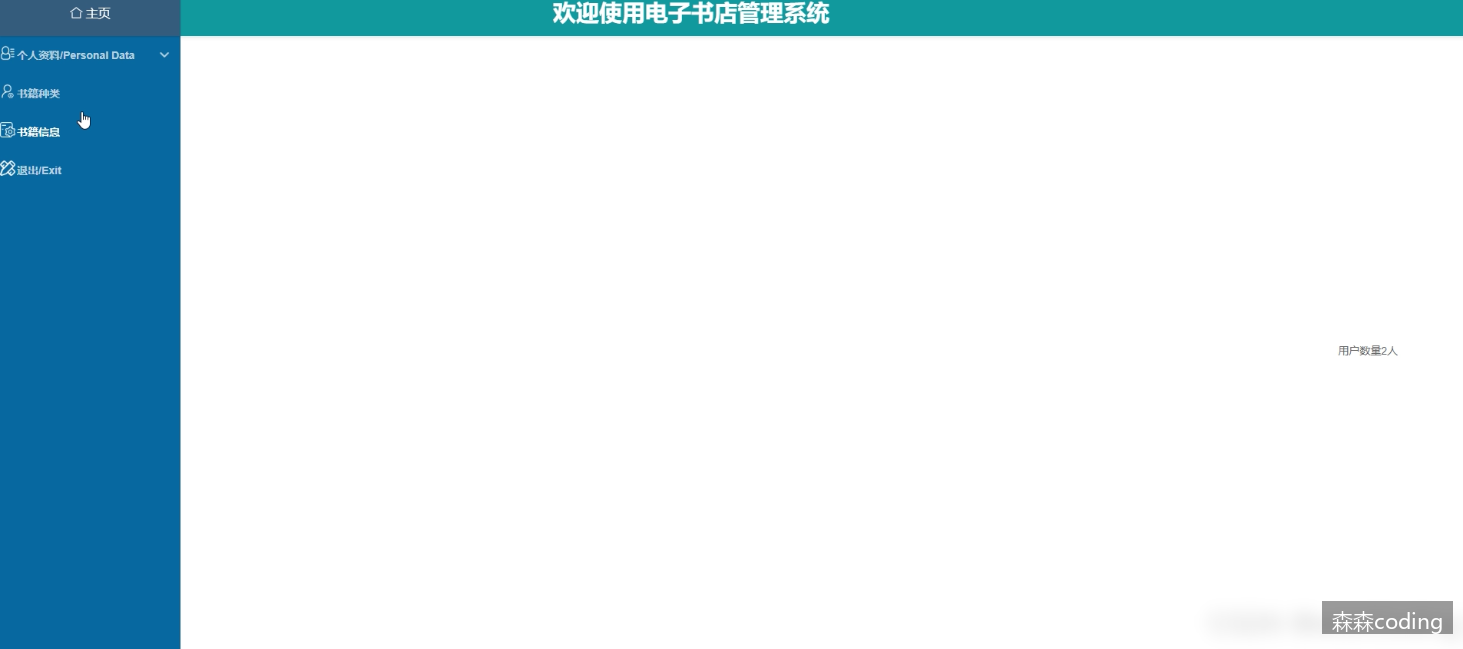 主页
欢迎使用电子书店管理系统
个人资料/Personal Data
书籍种类
书籍信息
退出/Exit
用户数量2人
森森coding